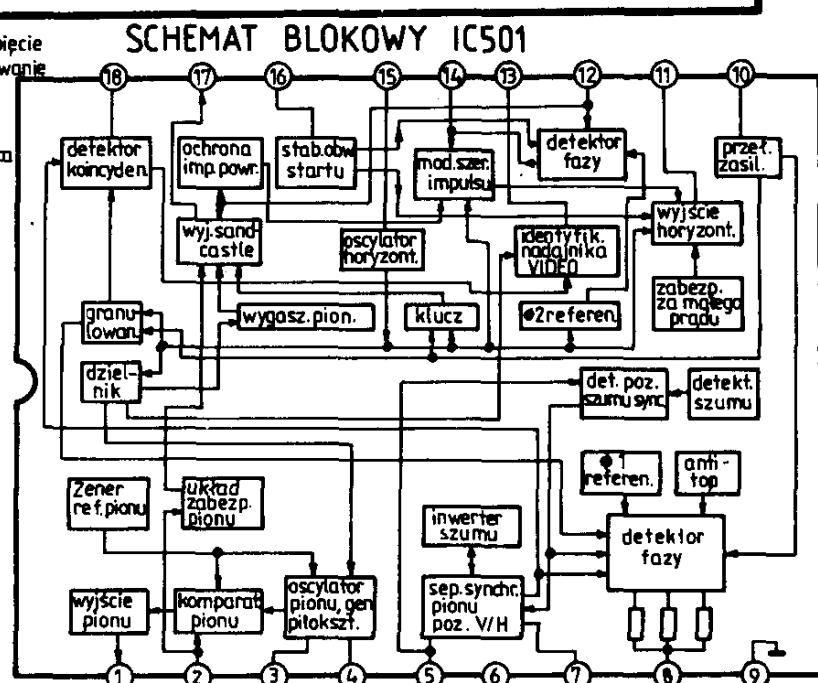 SCHEMAT BLOKOWY IC501
18 17 16 15 14 13 12 11 10
detektor
koincyden.
ochrona
imp. powr.
stab. obw.
startu
mod. szer.
impulsu
detektor
fazy
przeł.
zasil.
wyj. sand-
castle
oscylator
horyzont.
identyfik.
nadajnika
VIDEO
wyjście
horyzont.
zabezp.
za małego
prądu
granu-
lowan.
wygasz. pion.
klucz
2 referen.
dziel-
nik
det. poz.
szumu sync.
detekt.
szumu
Zener
ref. pionu
układ
zabezp.
pionu
inwerter
szumu
1
referen.
anti-
top
detektor
fazy
wyjście
pionu
komparat.
pionu
oscylator
pionu, gen
piłokszt.
sep. synchr.
pionu
poz. V/H
1 2 3 4 5 6 7 8 9